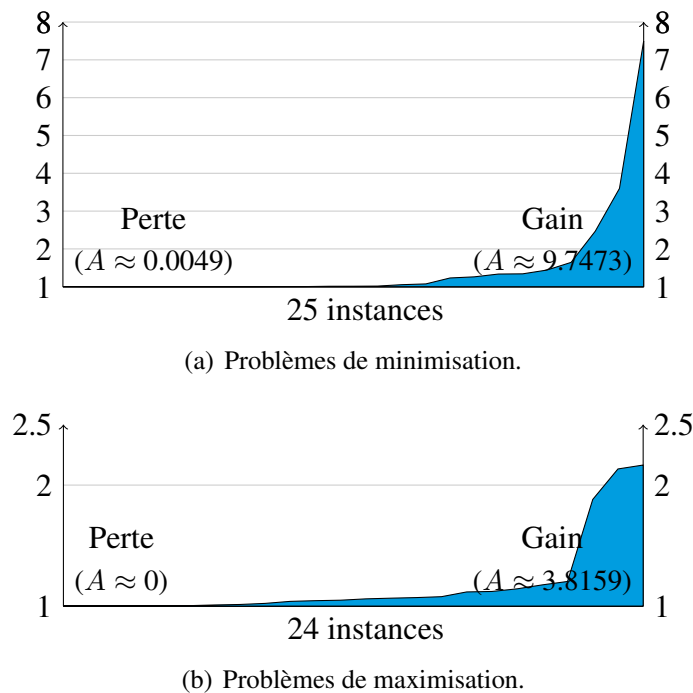 8 8
7 7
6 6
5 5
4 4
3 3
Perte Gain
2 2
(A ≈ 0.0049) (A ≈ 9.7473)
1 1
25 instances
(a) Problèmes de minimisation.
2.5 2.5
2 2
Perte Gain
(A ≈ 0) (A ≈ 3.8159)
1 1
24 instances
(b) Problèmes de maximisation.